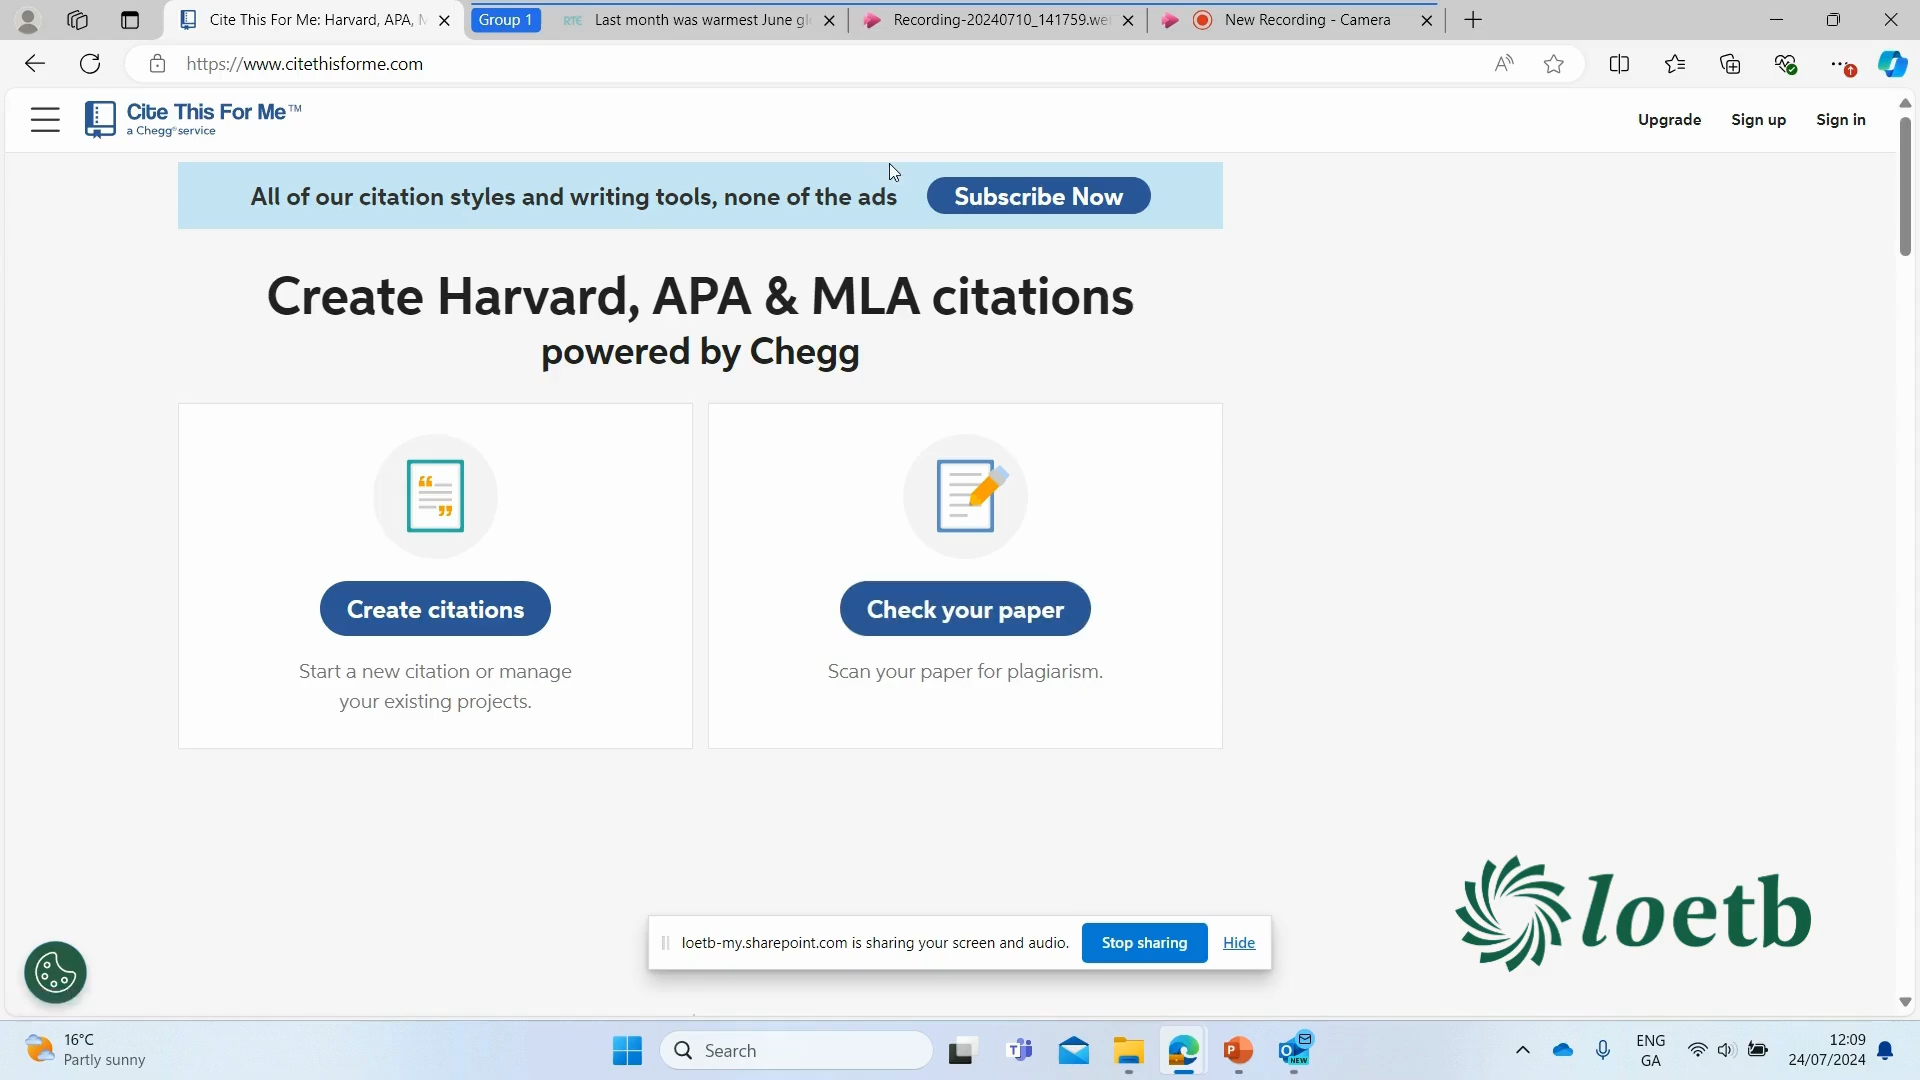 Cite This For Me: Harvard, APA, M
Group 1
RTE Last month was warmest June gl
Recording-20240710_141759.we
New Recording - Camera
https://www.citethisforme.com
Cite This For Me™
a Chegg® service
Upgrade
Sign up
Sign in
All of our citation styles and writing tools, none of the ads
Subscribe Now
Create Harvard, APA & MLA citations
powered by Chegg
Create citations
Start a new citation or manage
your existing projects.
Check your paper
Scan your paper for plagiarism.
loetb
loetb-my.sharepoint.com is sharing your screen and audio.
Stop sharing
Hide
16°C
Partly sunny
Search
NEW
ENG
GA
12:09
24/07/2024